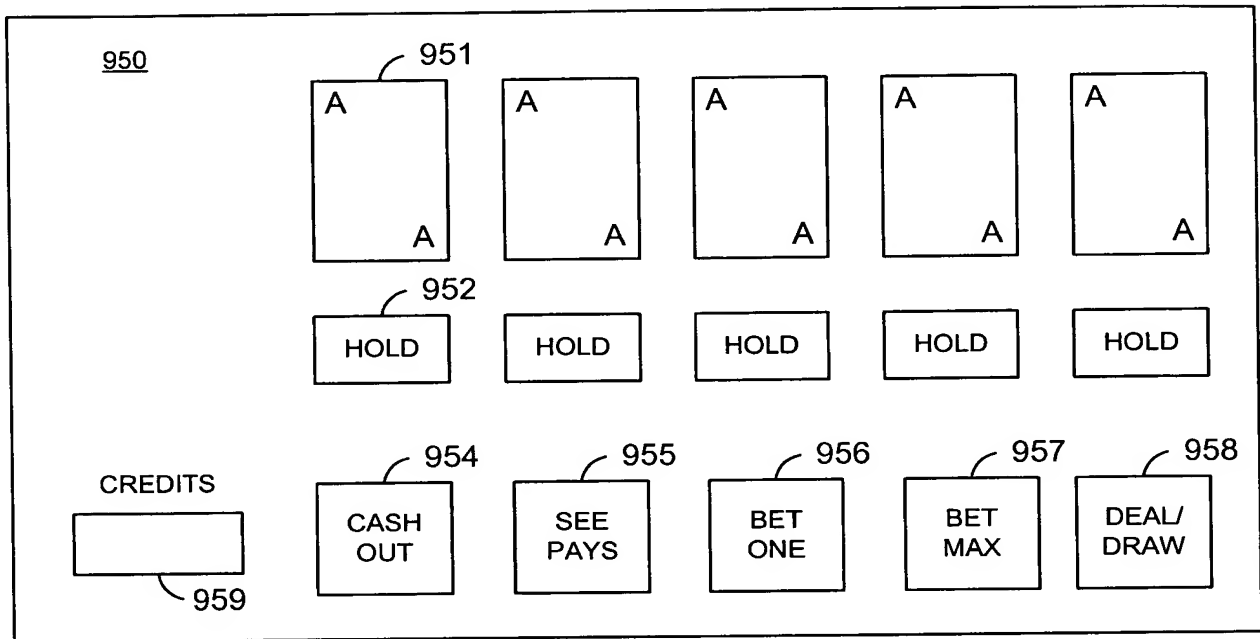 950
951
A A A A A
A A A A A
952
HOLD HOLD HOLD HOLD HOLD
954 955 956 957 958
CREDITS
CASH OUT
SEE PAYS
BET ONE
BET MAX
DEAL/ DRAW
959